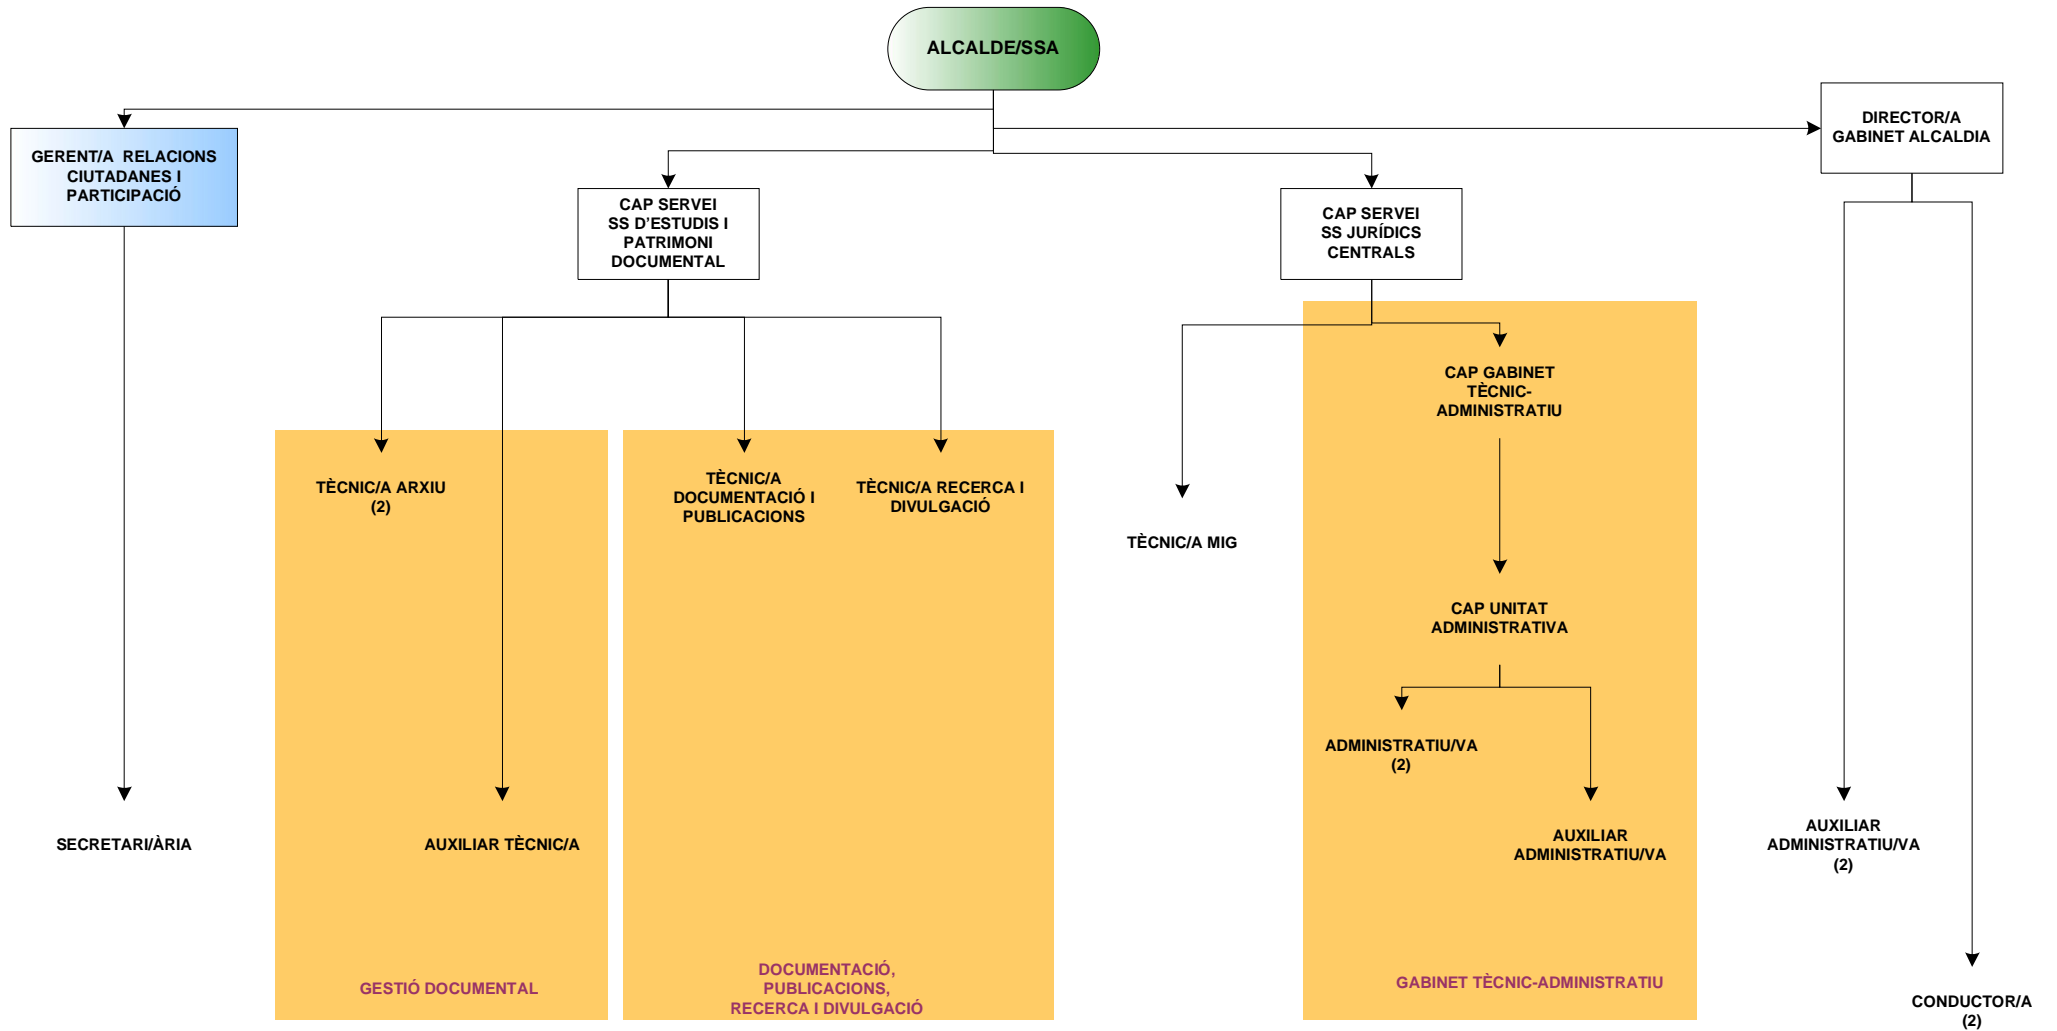 ALCALDE/SSA
DIRECTOR/A
GABINET ALCALDIA
GERENT/A RELACIONS
CIUTADANES I
PARTICIPACIÓ
CAP SERVEI
SS D'ESTUDIS I
PATRIMONI
DOCUMENTAL
CAP SERVEI
SS JURÍDICS
CENTRALS
CAP GABINET
TÈCNIC-
ADMINISTRATIU
TÈCNIC/A ARXIU
(2)
TÈCNIC/A
DOCUMENTACIÓ I
PUBLICACIONS
TÈCNIC/A RECERCA I
DIVULGACIÓ
TÈCNIC/A MIG
CAP UNITAT
ADMINISTRATIVA
ADMINISTRATIU/VA
(2)
SECRETARI/ÀRIA
AUXILIAR TÈCNIC/A
AUXILIAR
ADMINISTRATIU/VA
AUXILIAR
ADMINISTRATIU/VA
(2)
GESTIÓ DOCUMENTAL
DOCUMENTACIÓ,
PUBLICACIONS,
RECERCA I DIVULGACIÓ
GABINET TÈCNIC-ADMINISTRATIU
CONDUCTOR/A
(2)